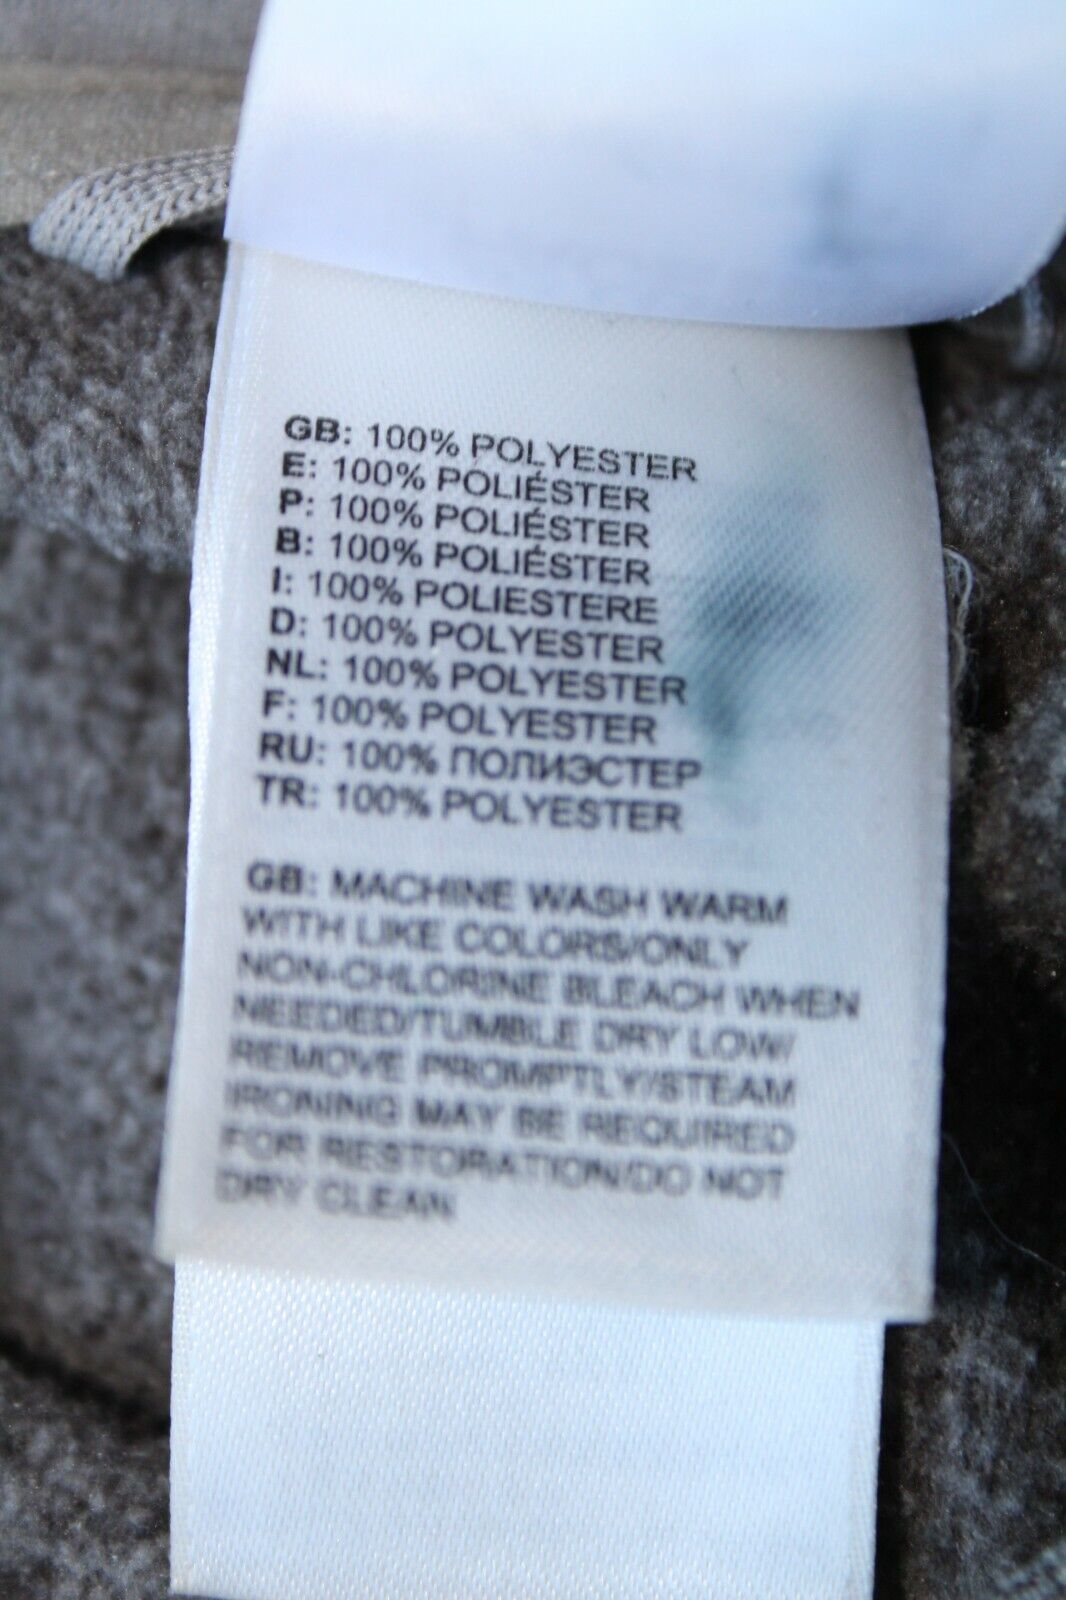 GB: 100% POLYESTER
E: 100% POLIÉSTER
P: 100% POLIÉSTER
B: 100% POLIÉSTER
I: 100% POLIESTERE
D: 100% POLYESTER
NL: 100% POLYESTER
F: 100% POLYESTER
RU: 100% ПОЛИЭСТЕР
TR: 100% POLYESTER
GB: MACHINE WASH WARM
WITH LIKE COLORS/ONLY
NON-CHLORINE BLEACH WHEN
NEEDED/TUMBLE DRY LOW/
REMOVE PROMPTLY/STEAM
IRONING MAY BE REQUIRED
FOR RESTORATION/DO NOT
DRY CLEAN